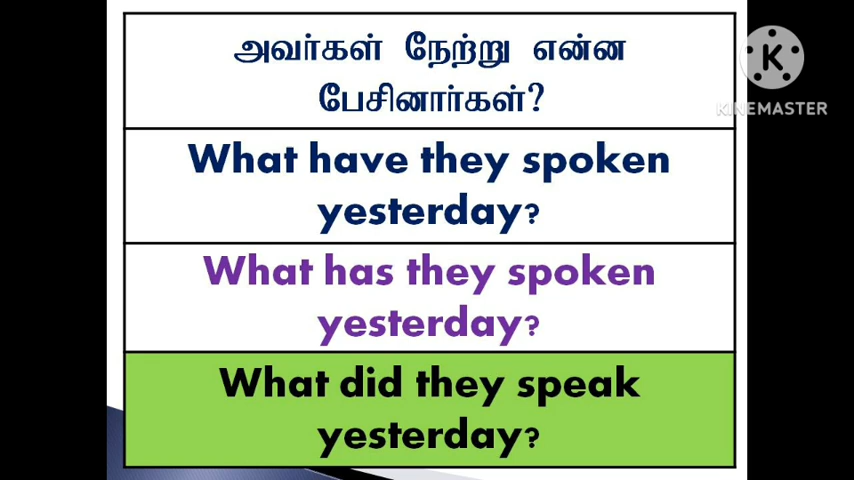 அவர்கள் நேற்று என்ன
பேசினார்கள்?
K
KINEMASTER
What have they spoken
yesterday?
What has they spoken
yesterday?
What did they speak
yesterday?